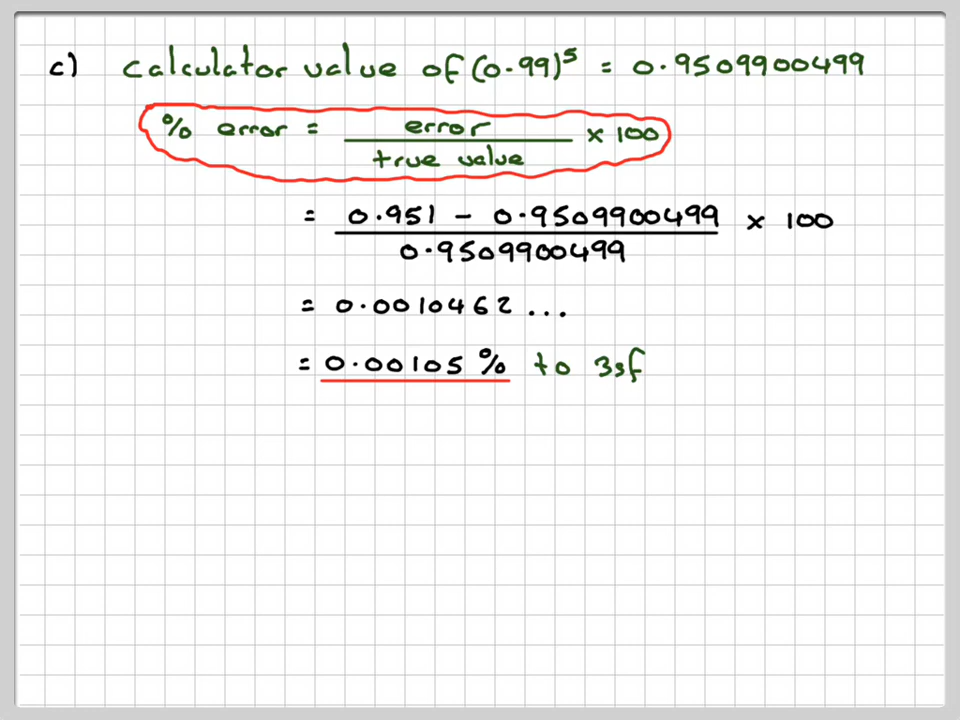 c) Calculator value of (0.99)⁵ = 0.9509900499
% error = error / true value × 100
= 0.951 - 0.9509900499 / 0.9509900499 × 100
= 0.0010462...
= 0.00105 % to 3sf